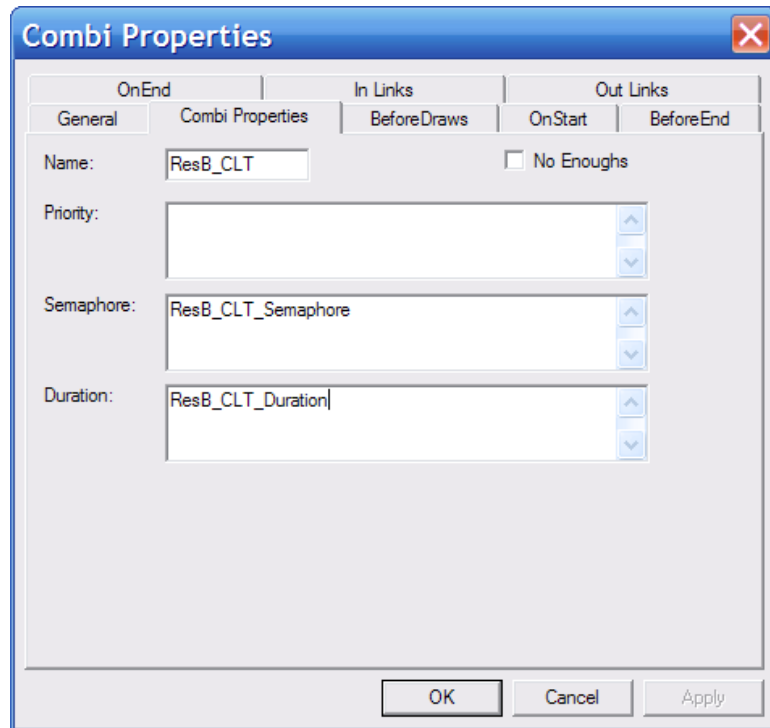 Combi Properties
OnEnd In Links Out Links
General Combi Properties BeforeDraws OnStart BeforeEnd
Name: ResB_CLT No Enoughs
Priority:
Semaphore: ResB_CLT_Semaphore
Duration: ResB_CLT_Duration
OK Cancel Apply